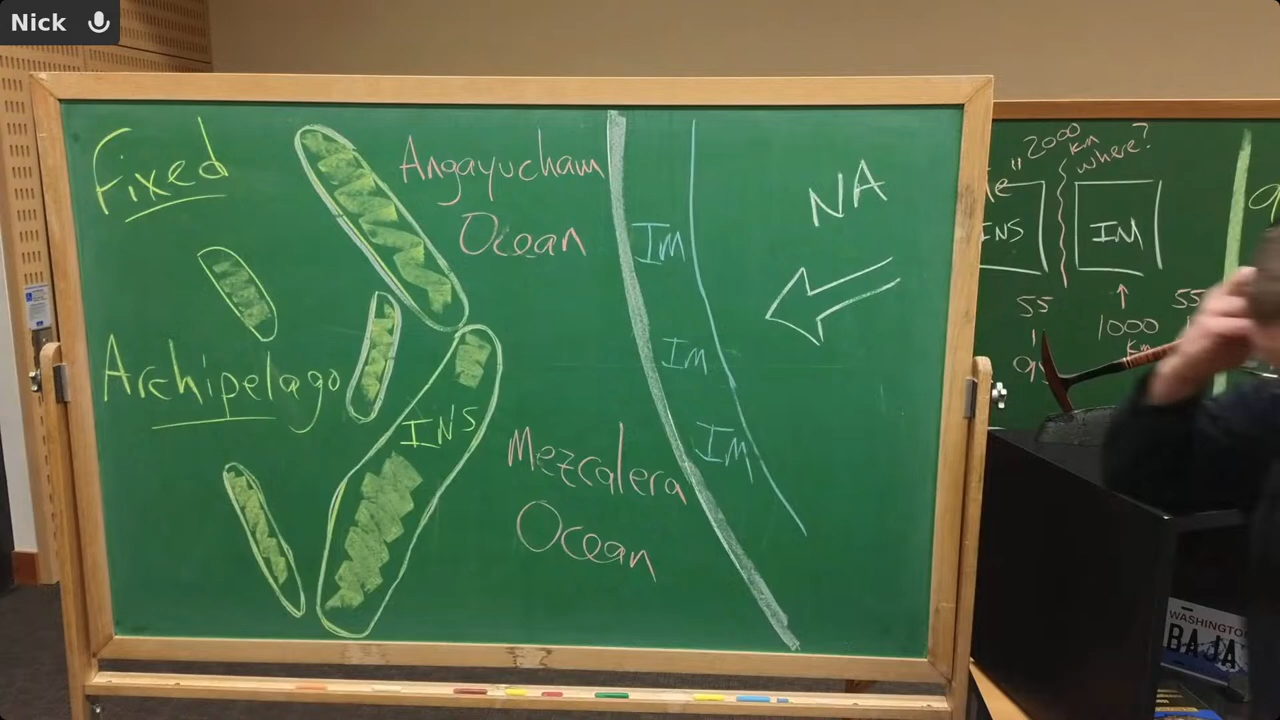 Nick
Fixed
Angayucham
Ocean
NA
Im
Im
Im
Archipelago
INS
Mezcalera
Ocean
2000
km
where?
INS
IM
55
1000
km
55
WASHINGTO
BAJA